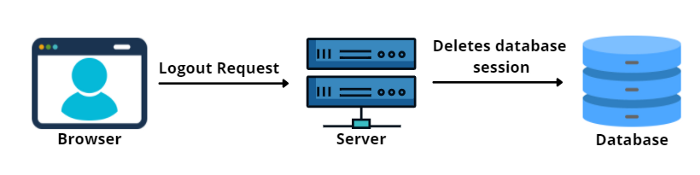 Logout Request
Deletes database
session
Browser
Server
Database